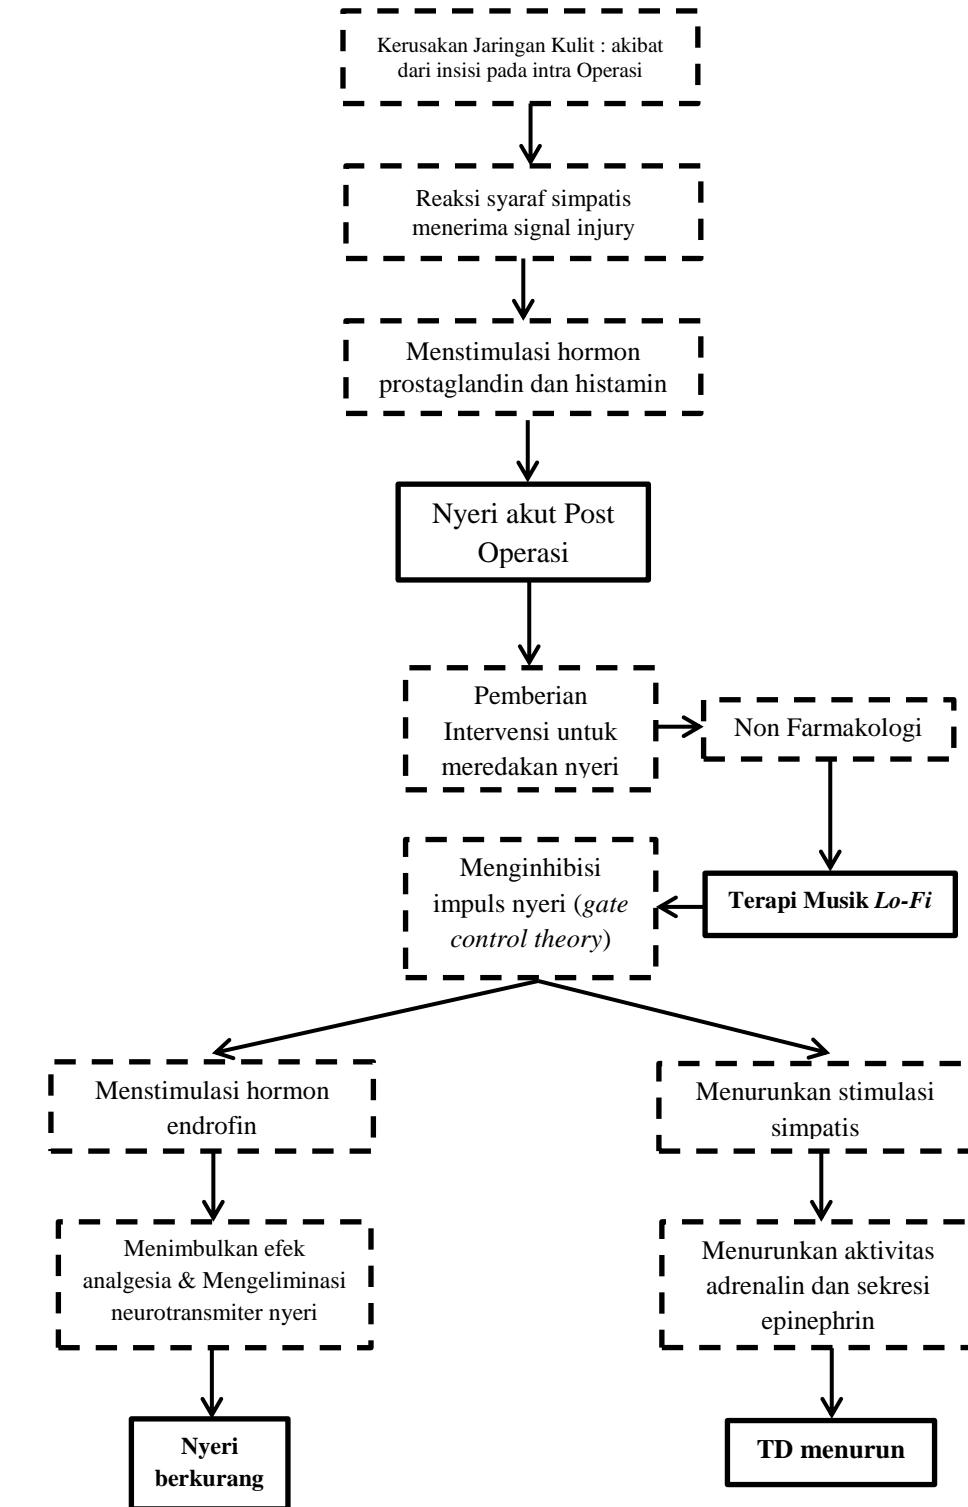 Kerusakan Jaringan Kulit : akibat
dari insisi pada intra Operasi
Reaksi syaraf simpatis
menerima signal injury
Menstimulasi hormon
prostaglandin dan histamin
Nyeri akut Post
Operasi
Pemberian
Intervensi untuk
meredakan nyeri
Non Farmakologi
Terapi Musik Lo-Fi
Menginhibisi
impuls nyeri (gate
control theory)
Menstimulasi hormon
endrofin
Menurunkan stimulasi
simpatis
Menimbulkan efek
analgesia & Mengeliminasi
neurotransmiter nyeri
Menurunkan aktivitas
adrenalin dan sekresi
epinephrin
Nyeri
berkurang
TD menurun